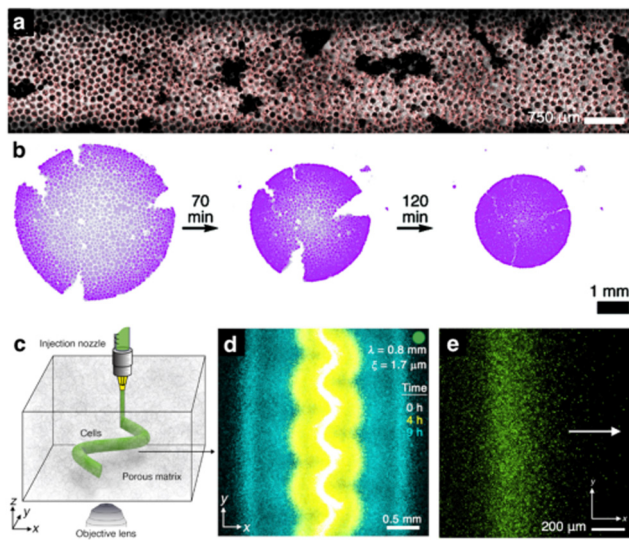 a
750 µm
b
70
min
120
min
1 mm
c
Injection nozzle
Cells
Porous matrix
z
y
x
Objective lens
d
λ = 0.8 mm
ξ = 1.7 µm
Time
0 h
4 h
9 h
y
x
0.5 mm
e
y
x
200 µm